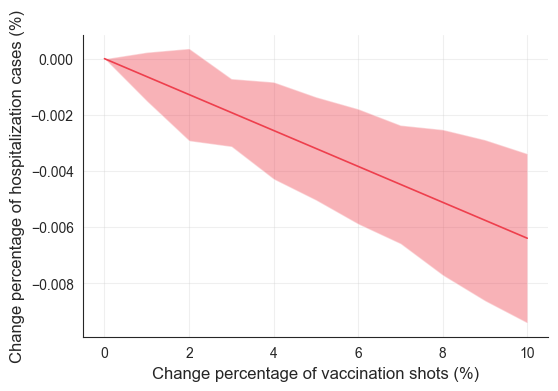 Change percentage of hospitalization cases (%)
0.000
−0.002
−0.004
−0.006
−0.008
0 2 4 6 8 10
Change percentage of vaccination shots (%)